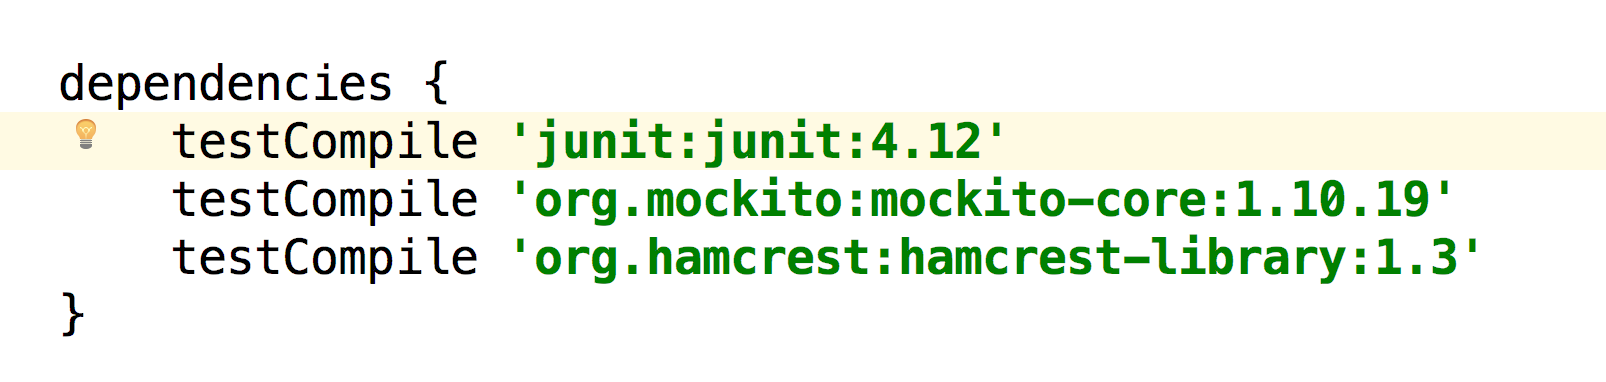 dependencies {
    testCompile 'junit:junit:4.12'
    testCompile 'org.mockito:mockito-core:1.10.19'
    testCompile 'org.hamcrest:hamcrest-library:1.3'
}